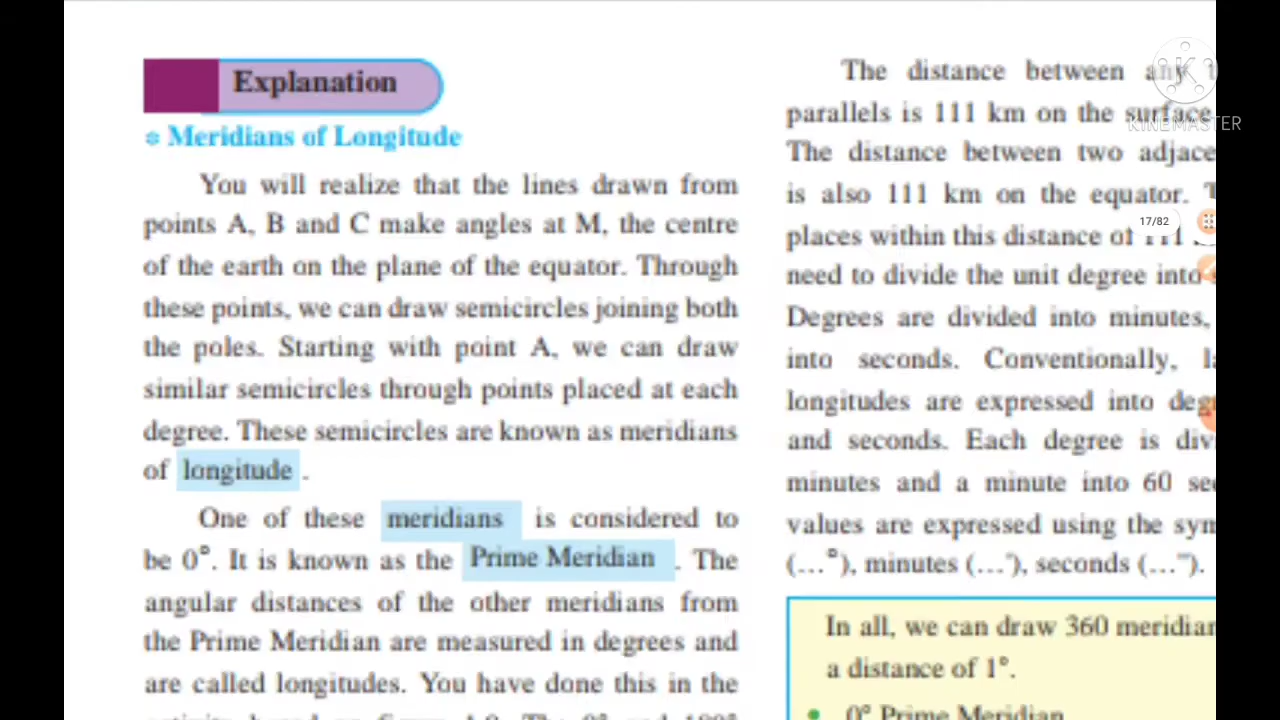 Explanation
* Meridians of Longitude
You will realize that the lines drawn from
points A, B and C make angles at M, the centre
of the earth on the plane of the equator. Through
these points, we can draw semicircles joining both
the poles. Starting with point A, we can draw
similar semicircles through points placed at each
degree. These semicircles are known as meridians
of longitude .
One of these meridians is considered to
be 0°. It is known as the Prime Meridian . The
angular distances of the other meridians from
the Prime Meridian are measured in degrees and
are called longitudes. You have done this in the
The distance between any
parallels is 111 km on the surface
The distance between two
is also 111 km on the equator.
places within this distance of 111
need to divide the unit degree into
Degrees are divided into minutes,
into seconds. Conventionally,
longitudes are expressed into
and seconds. Each degree is
minutes and a minute into 60
values are expressed using the
(...°), minutes (...'), seconds (...").
In all, we can draw 360
a distance of 1°.
• 0° Prime Meridian
KINEMASTER
17/82